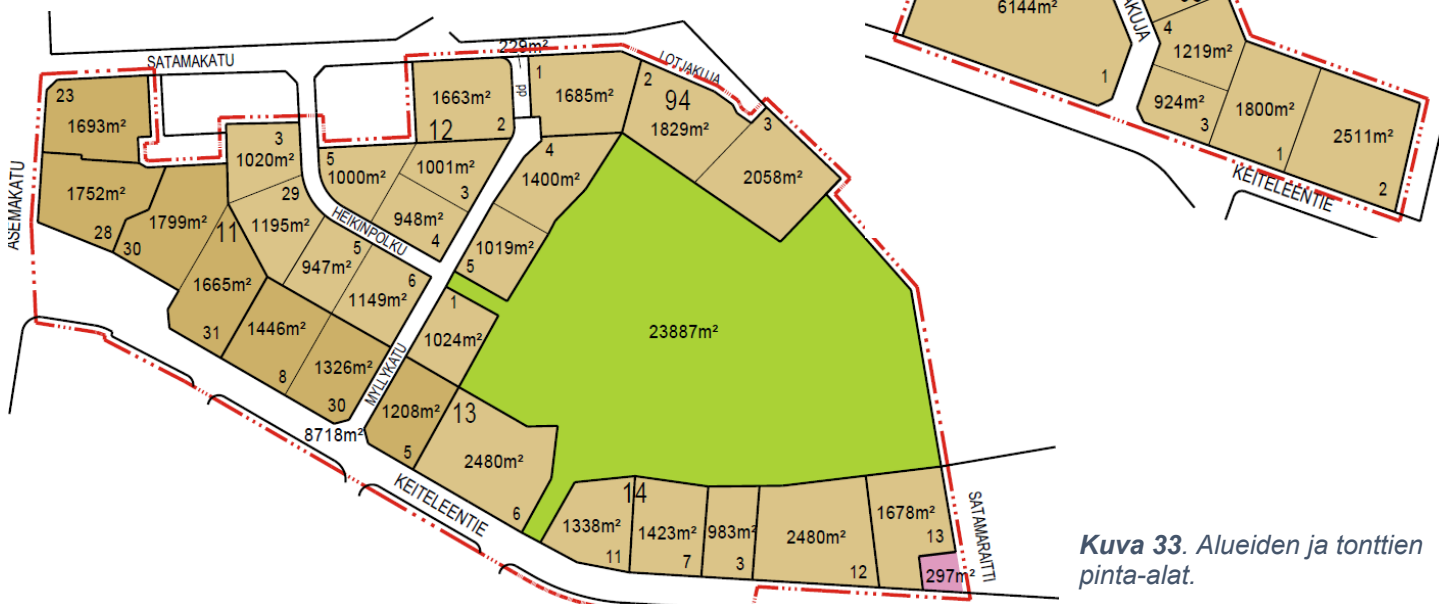 6144m²
AKUJA
4
1219m²
1
924m²
3
1800m²
1
2511m²
2
KEITELEENTIE
SATAMAKATU
229m²
LOTJAKUJA
pp
23
1693m²
1663m²
12
2
1
1685m²
2
94
1829m²
3
2058m²
3
1020m²
5
1000m²
1001m²
3
4
1400m²
ASEMAKATU
1752m²
28
1799m²
30
29
1195m²
11
HEIKINPOLKU
948m²
4
1019m²
5
947m²
5
6
1149m²
1665m²
31
1446m²
8
1326m²
30
MYLLYKATU
1
1024m²
23887m²
1208m²
5
13
2480m²
6
8718m²
KEITELEENTIE
14
1338m²
11
1423m²
7
983m²
3
2480m²
12
1678m²
13
297m²
SATAMARAITTI
Kuva 33. Alueiden ja tonttien
pinta-alat.